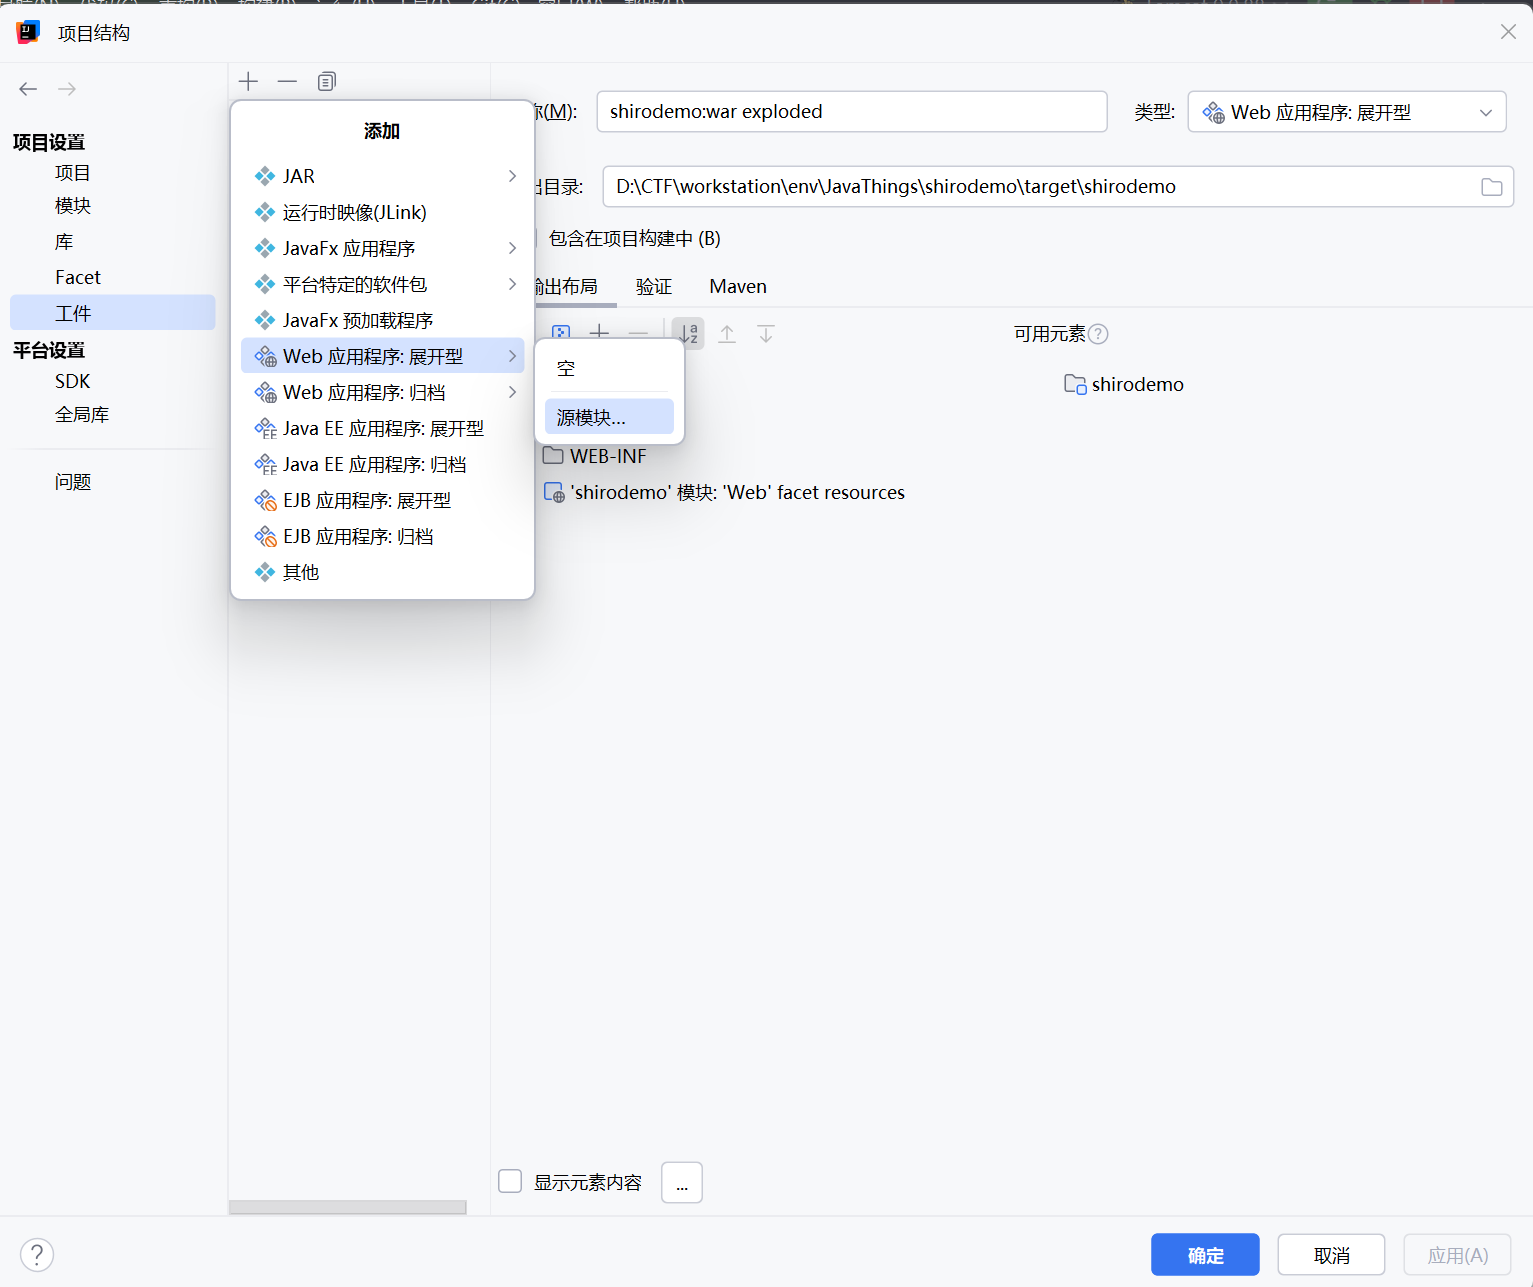 项目结构
项目设置
项目
模块
库
Facet
工件
平台设置
SDK
全局库
问题
添加
JAR
运行时映像(JLink)
JavaFx 应用程序
平台特定的软件包
JavaFx 预加载程序
Web 应用程序: 展开型
Web 应用程序: 归档
Java EE 应用程序: 展开型
Java EE 应用程序: 归档
EJB 应用程序: 展开型
EJB 应用程序: 归档
其他
空
源模块...
(M):
shirodemo:war exploded
类型:
Web 应用程序: 展开型
出目录:
D:\CTF\workstation\env\JavaThings\shirodemo\target\shirodemo
包含在项目构建中 (B)
输出布局
验证
Maven
可用元素
shirodemo
WEB-INF
'shirodemo' 模块: 'Web' facet resources
显示元素内容
...
确定
取消
应用(A)